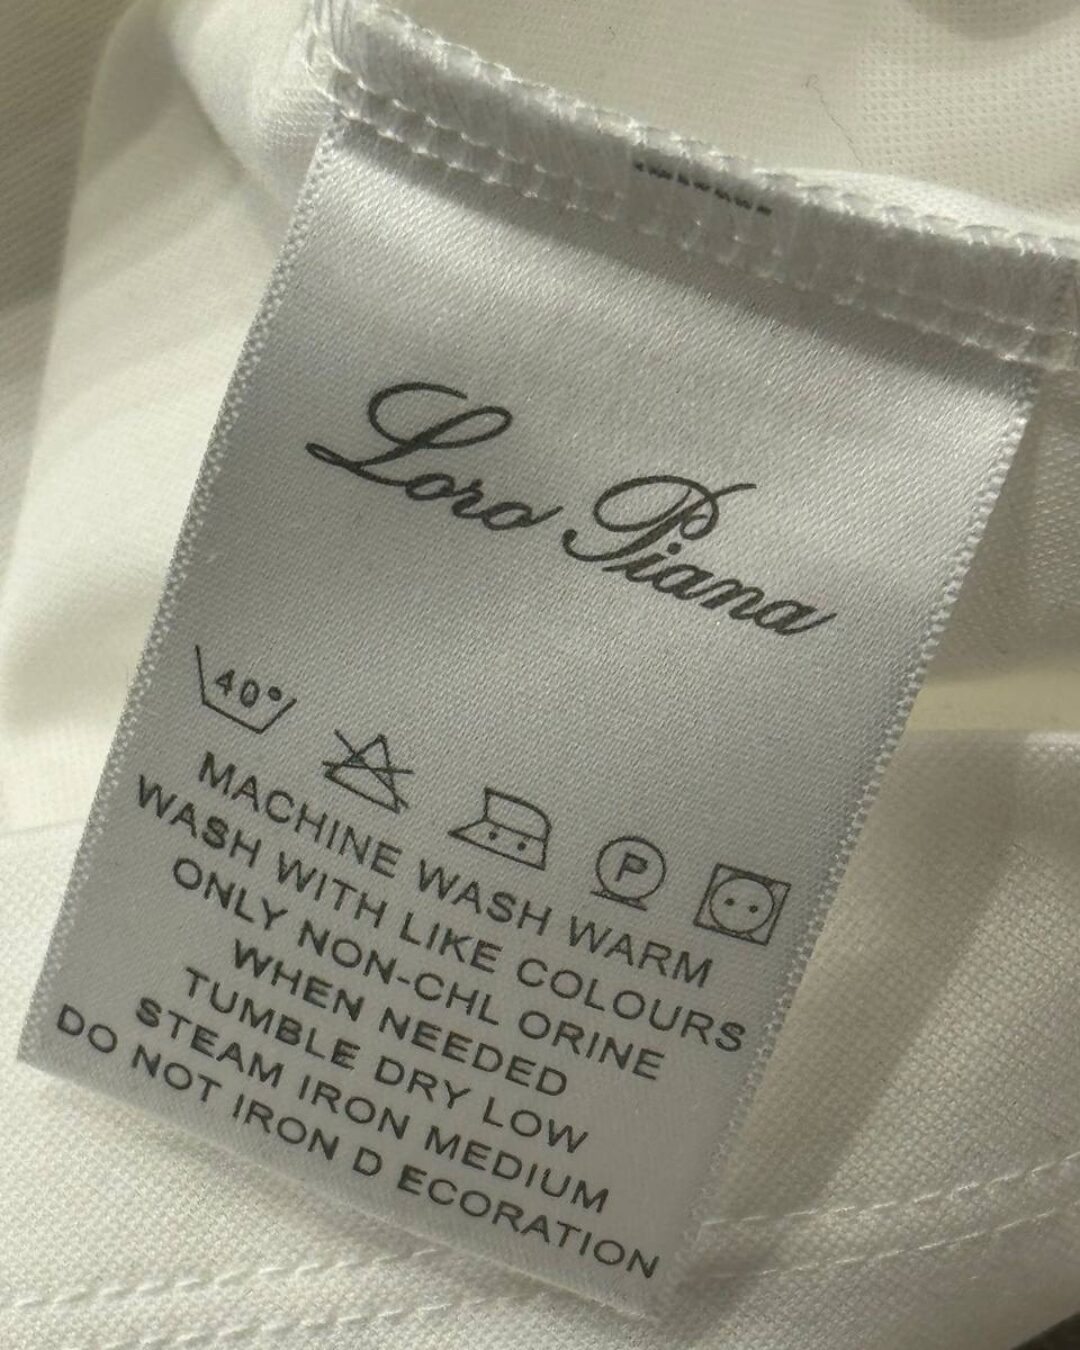 Loro Piana
40°
P
MACHINE WASH WARM
WASH WITH LIKE COLOURS
ONLY NON-CHL ORINE
WHEN NEEDED
TUMBLE DRY LOW
STEAM IRON MEDIUM
DO NOT IRON D ECORATION